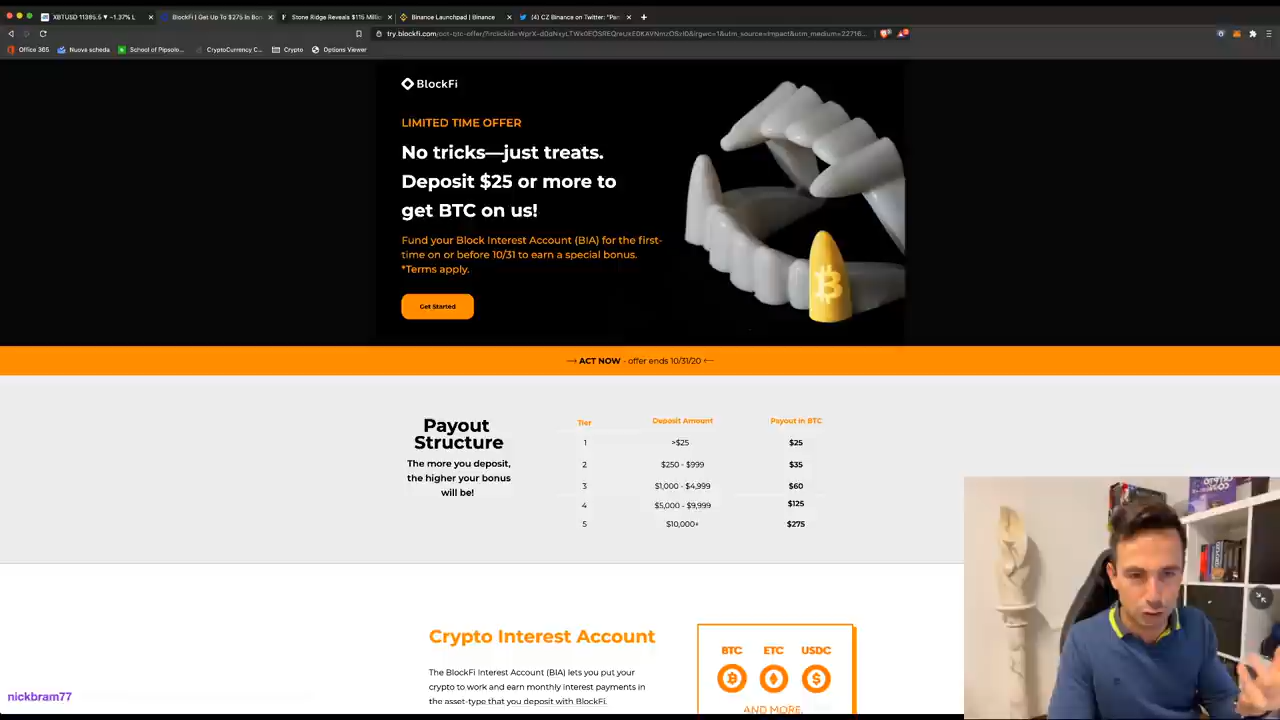 XBTUSD 11385.5 ▼ −1.37% L
BlockFi | Get Up To $275 In Bon
Stone Ridge Reveals $115 Millio
Binance Launchpad | Binance
(4) CZ Binance on Twitter: "Pan
Office 365
Nuova scheda
School of Pipsolo...
CryptoCurrency C...
Crypto
Options Viewer
BlockFi
LIMITED TIME OFFER
No tricks—just treats.
Deposit $25 or more to
get BTC on us!
Fund your Block Interest Account (BIA) for the first-
time on or before 10/31 to earn a special bonus.
*Terms apply.
Get Started
→ ACT NOW - offer ends 10/31/20 ←
Payout
Structure
The more you deposit,
the higher your bonus
will be!
Tier Deposit Amount Payout in BTC
1 >$25 $25
2 $250 - $999 $35
3 $1,000 - $4,999 $60
4 $5,000 - $9,999 $125
5 $10,000+ $275
Crypto Interest Account
The BlockFi Interest Account (BIA) lets you put your
crypto to work and earn monthly interest payments in
the asset-type that you deposit with BlockFi.
BTC ETC USDC
AND MORE.
nickbram77